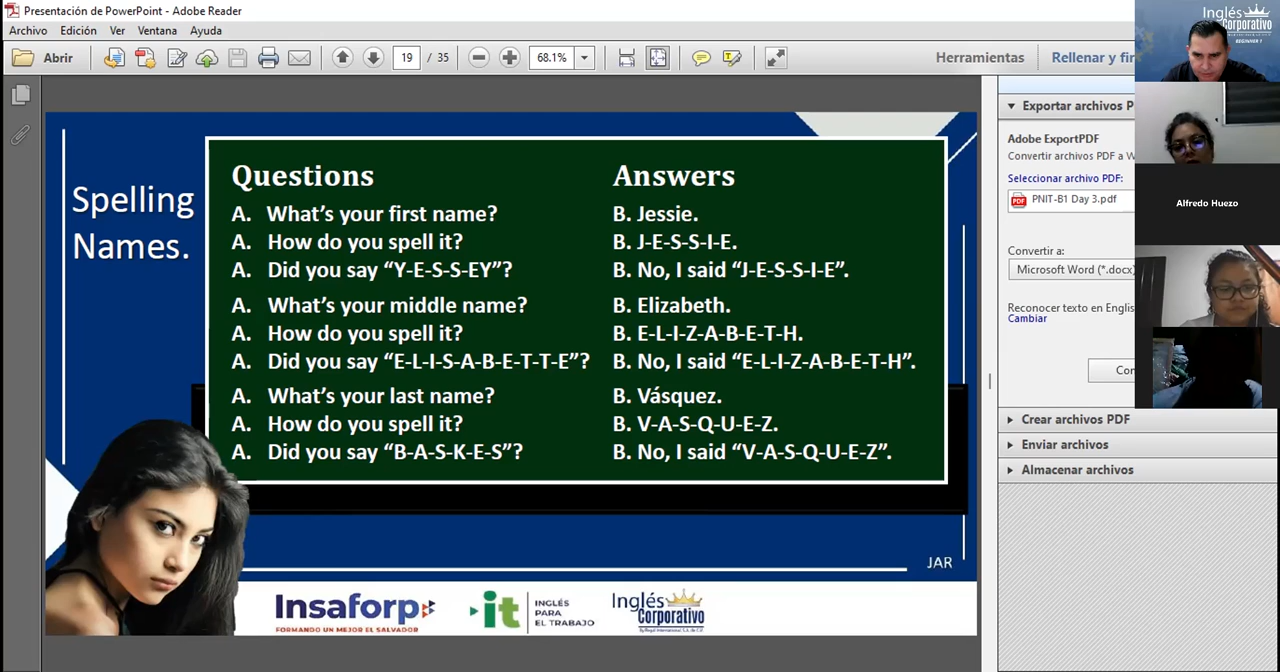 Presentación de PowerPoint - Adobe Reader
Archivo Edición Ver Ventana Ayuda
Abrir 19 / 35 68.1% Herramientas Rellenar y fir
Inglés
Corporativo
BEGINNER 1
Exportar archivos P
Adobe ExportPDF
Convertir archivos PDF a W
Seleccionar archivo PDF:
PDF PNIT-B1 Day 3.pdf
Convertir a:
Microsoft Word (*.docx)
Reconocer texto en English
Cambiar
Con
Crear archivos PDF
Enviar archivos
Almacenar archivos
Alfredo Huezo
Spelling
Names.
Questions Answers
A. What's your first name? B. Jessie.
A. How do you spell it? B. J-E-S-S-I-E.
A. Did you say “Y-E-S-S-EY”? B. No, I said “J-E-S-S-I-E”.
A. What's your middle name? B. Elizabeth.
A. How do you spell it? B. E-L-I-Z-A-B-E-T-H.
A. Did you say “E-L-I-S-A-B-E-T-T-E”? B. No, I said “E-L-I-Z-A-B-E-T-H”.
A. What's your last name? B. Vásquez.
A. How do you spell it? B. V-A-S-Q-U-E-Z.
A. Did you say “B-A-S-K-E-S”? B. No, I said “V-A-S-Q-U-E-Z”.
JAR
Insaforp
FORMANDO UN MEJOR EL SALVADOR
it INGLÉS
PARA
EL TRABAJO
Inglés
Corporativo